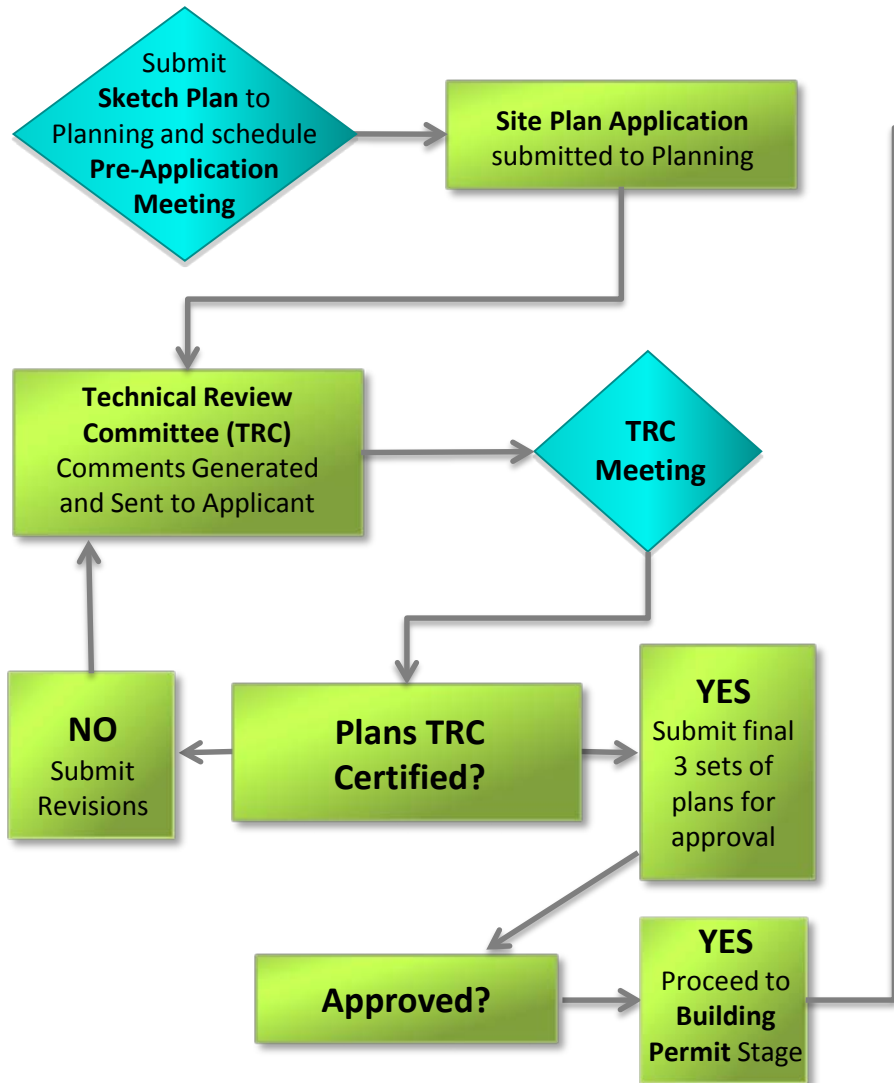 Submit
Sketch Plan to
Planning and schedule
Pre-Application
Meeting
Site Plan Application
submitted to Planning
Technical Review
Committee (TRC)
Comments Generated
and Sent to Applicant
TRC
Meeting
NO
Submit
Revisions
Plans TRC
Certified?
YES
Submit final
3 sets of
plans for
approval
Approved?
YES
Proceed to
Building
Permit Stage